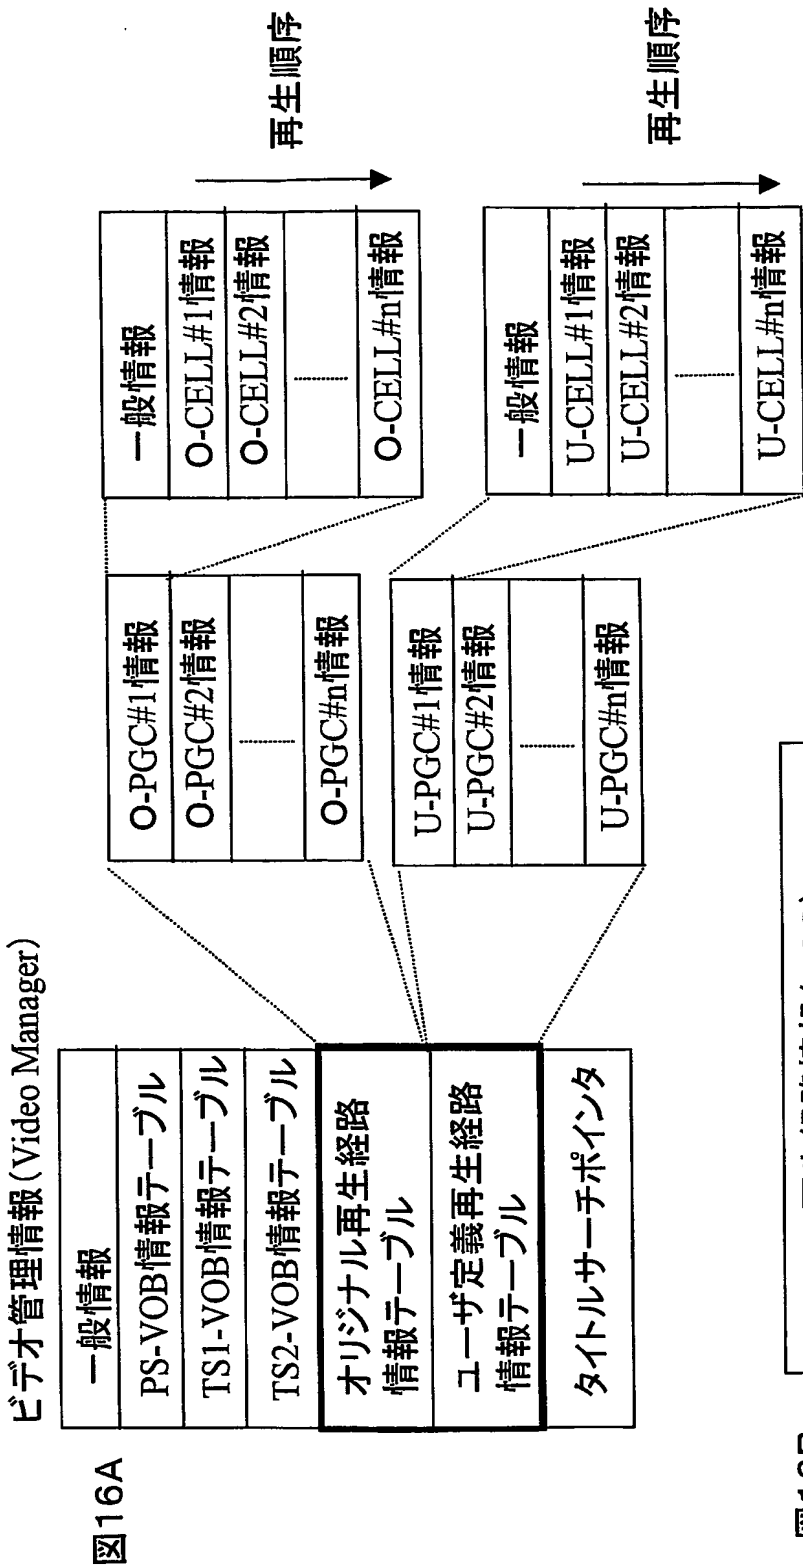 図16A
ビデオ管理情報(Video Manager)
一般情報
PS-VOB情報テーブル
TS1-VOB情報テーブル
TS2-VOB情報テーブル
オリジナル再生経路
情報テーブル
ユーザ定義再生経路
情報テーブル
タイトルサーチポインタ
O-PGC#1情報
O-PGC#2情報
O-PGC#n情報
U-PGC#1情報
U-PGC#2情報
U-PGC#n情報
一般情報
O-CELL#1情報
O-CELL#2情報
O-CELL#n情報
再生順序
一般情報
U-CELL#1情報
U-CELL#2情報
U-CELL#n情報
再生順序